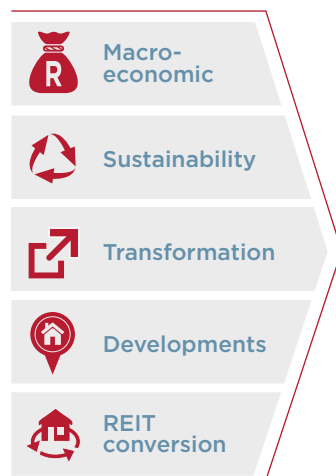 R
Macro-
economic
Sustainability
Transformation
Developments
REIT
conversion